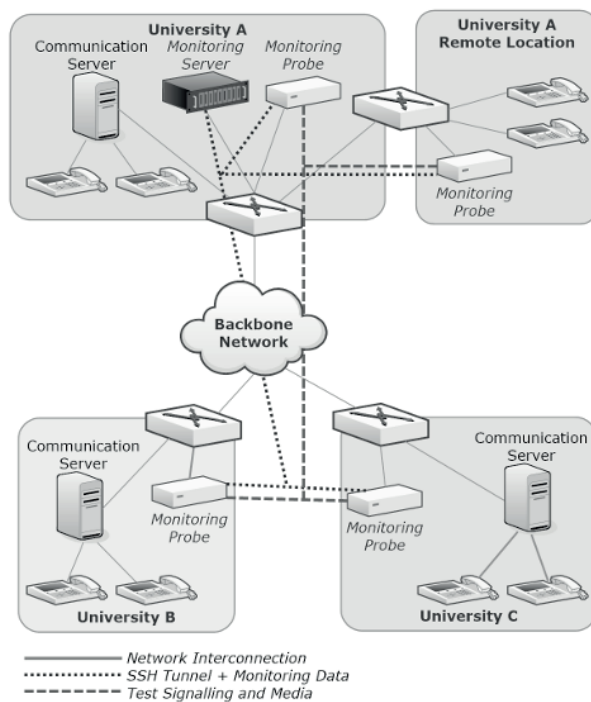 University A
Communication
Server
Monitoring
Server
Monitoring
Probe
University A
Remote Location
Monitoring
Probe
Backbone
Network
Communication
Server
Monitoring
Probe
University B
Monitoring
Probe
Communication
Server
University C
Network Interconnection
SSH Tunnel + Monitoring Data
Test Signalling and Media